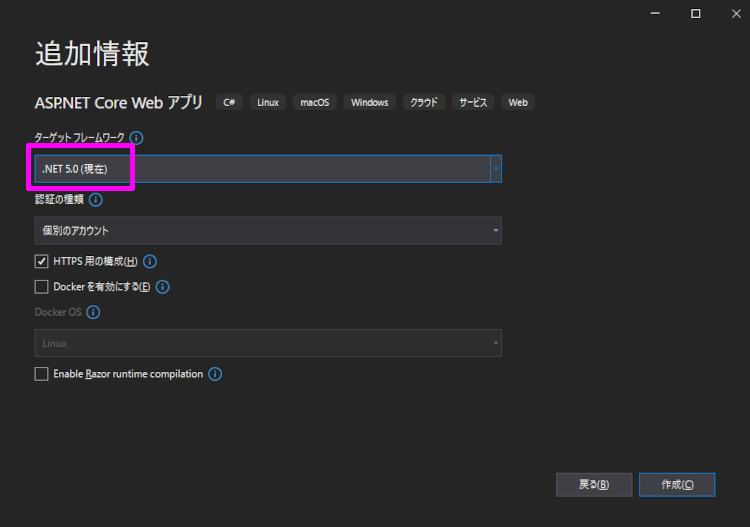 追加情報
ASP.NET Core Web アプリ C# Linux macOS Windows クラウド サービス Web
ターゲット フレームワーク
.NET 5.0 (現在)
認証の種類
個別のアカウント
HTTPS 用の構成(H)
Docker を有効にする(E)
Docker OS
Linux
Enable Razor runtime compilation
戻る(B) 作成(C)